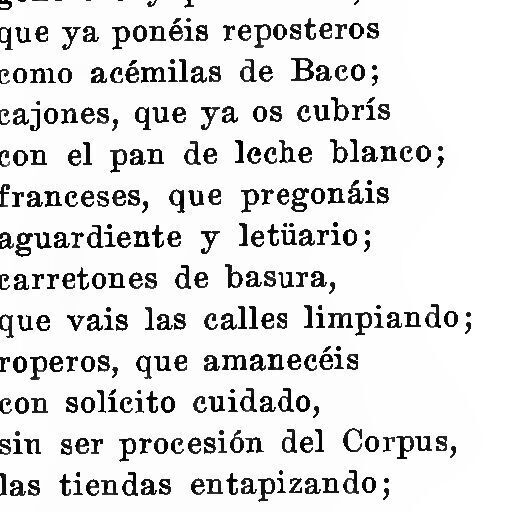 que ya ponéis reposteros
como acémilas de Baco;
cajones, que ya os cubrís
con el pan de leche blanco;
franceses, que pregonáis
aguardiente y letüario;
carretones de basura,
que vais las calles limpiando;
roperos, que amanecéis
con solícito cuidado,
sin ser procesión del Corpus,
las tiendas entapizando;